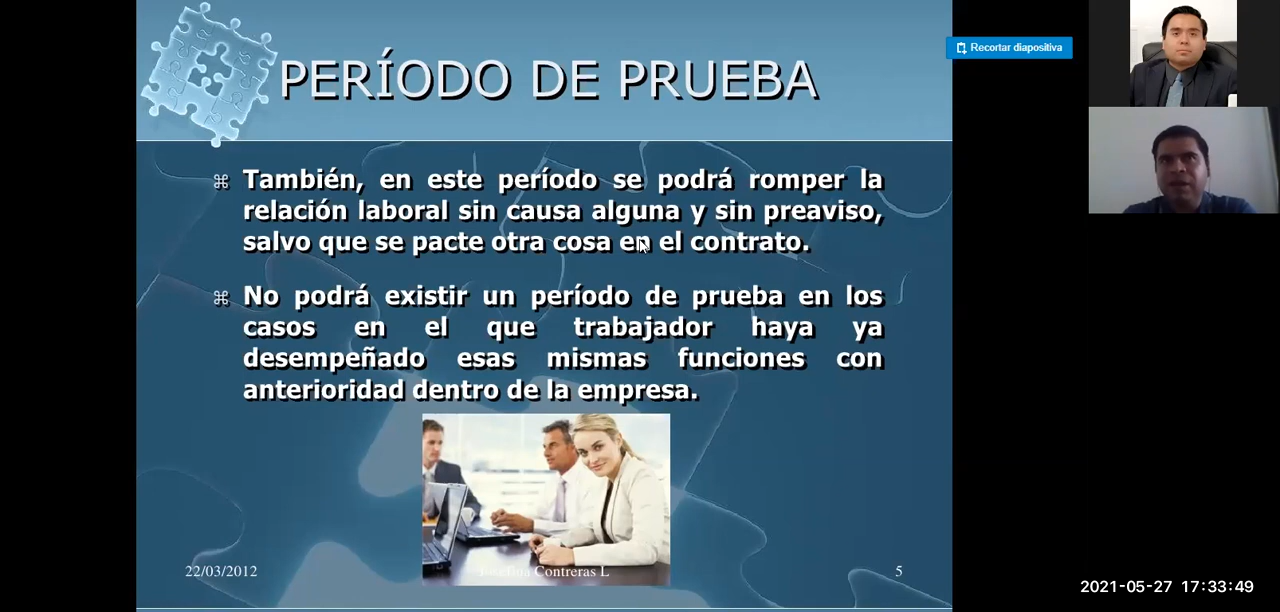 PERÍODO DE PRUEBA
Recortar diapositiva
También, en este período se podrá romper la
relación laboral sin causa alguna y sin preaviso,
salvo que se pacte otra cosa en el contrato.
No podrá existir un período de prueba en los
casos en el que trabajador haya ya
desempeñado esas mismas funciones con
anterioridad dentro de la empresa.
22/03/2012
Contreras L
5
2021-05-27 17:33:49